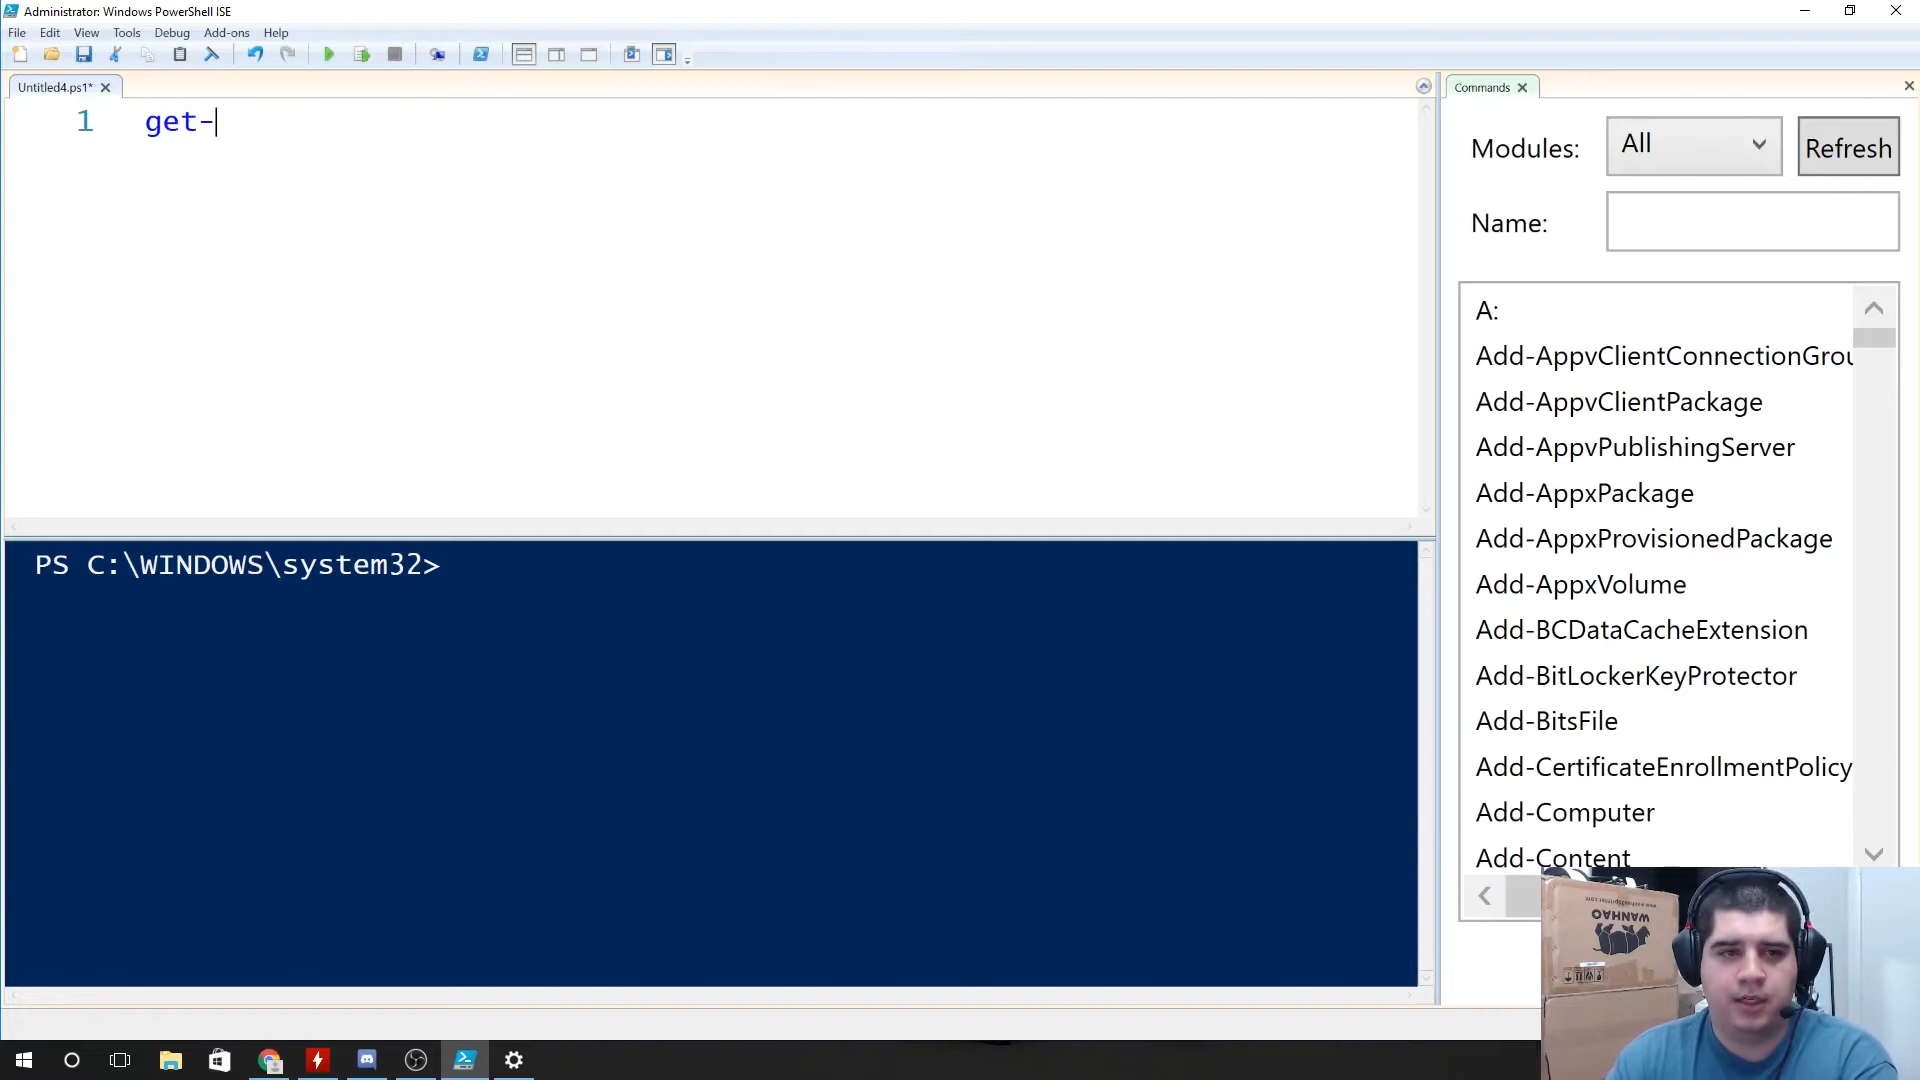 Administrator: Windows PowerShell ISE
File Edit View Tools Debug Add-ons Help
Untitled4.ps1*
1 get-
PS C:\WINDOWS\system32>
Commands
Modules: All Refresh
Name:
A:
Add-AppvClientConnectionGrou
Add-AppvClientPackage
Add-AppvPublishingServer
Add-AppxPackage
Add-AppxProvisionedPackage
Add-AppxVolume
Add-BCDataCacheExtension
Add-BitLockerKeyProtector
Add-BitsFile
Add-CertificateEnrollmentPolicy
Add-Computer
Add-Content
WANHAO